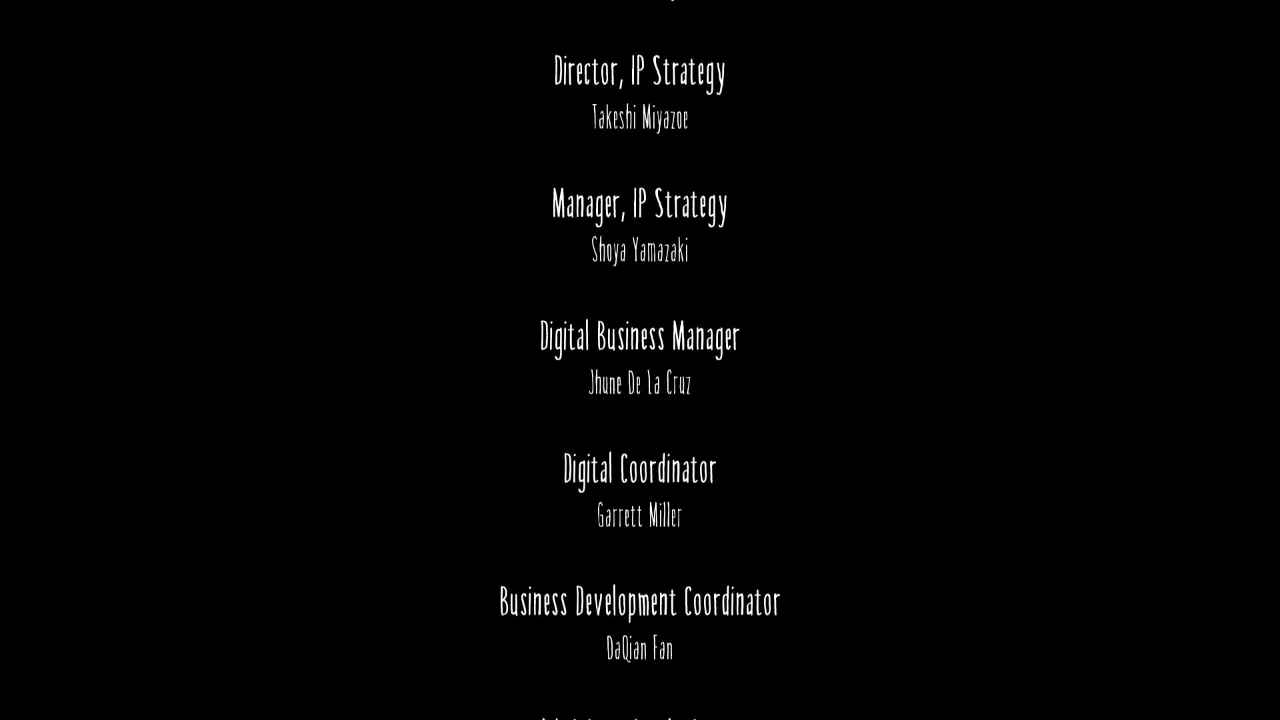 Director, IP Strategy
Takeshi Miyazoe
Manager, IP Strategy
Shoya Yamazaki
Digital Business Manager
Jhune De La Cruz
Digital Coordinator
Garrett Miller
Business Development Coordinator
DaQian Fan